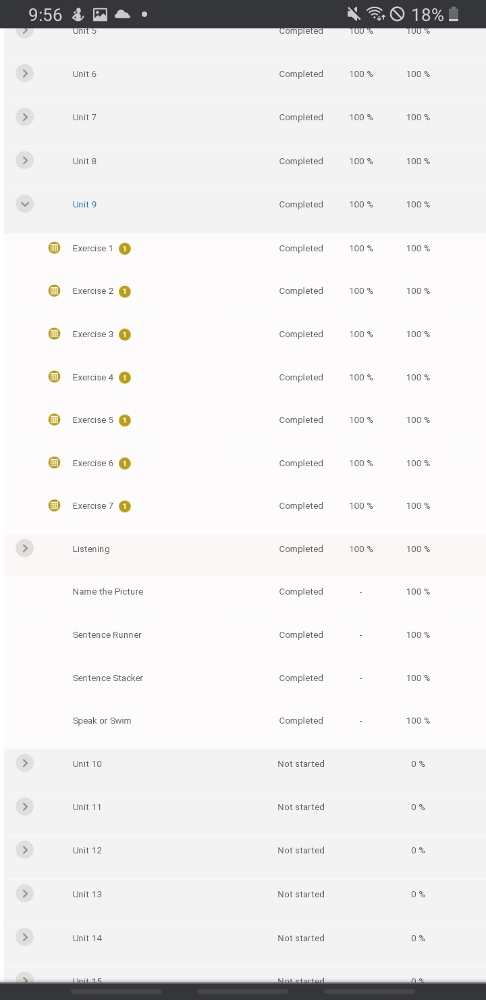 9:56 18%
Unit 5 Completed 100 % 100 %
Unit 6 Completed 100 % 100 %
Unit 7 Completed 100 % 100 %
Unit 8 Completed 100 % 100 %
Unit 9 Completed 100 % 100 %
Exercise 1 1 Completed 100 % 100 %
Exercise 2 1 Completed 100 % 100 %
Exercise 3 1 Completed 100 % 100 %
Exercise 4 1 Completed 100 % 100 %
Exercise 5 1 Completed 100 % 100 %
Exercise 6 1 Completed 100 % 100 %
Exercise 7 1 Completed 100 % 100 %
Listening Completed 100 % 100 %
Name the Picture Completed - 100 %
Sentence Runner Completed - 100 %
Sentence Stacker Completed - 100 %
Speak or Swim Completed - 100 %
Unit 10 Not started 0 %
Unit 11 Not started 0 %
Unit 12 Not started 0 %
Unit 13 Not started 0 %
Unit 14 Not started 0 %
Unit 15 Not started 0 %